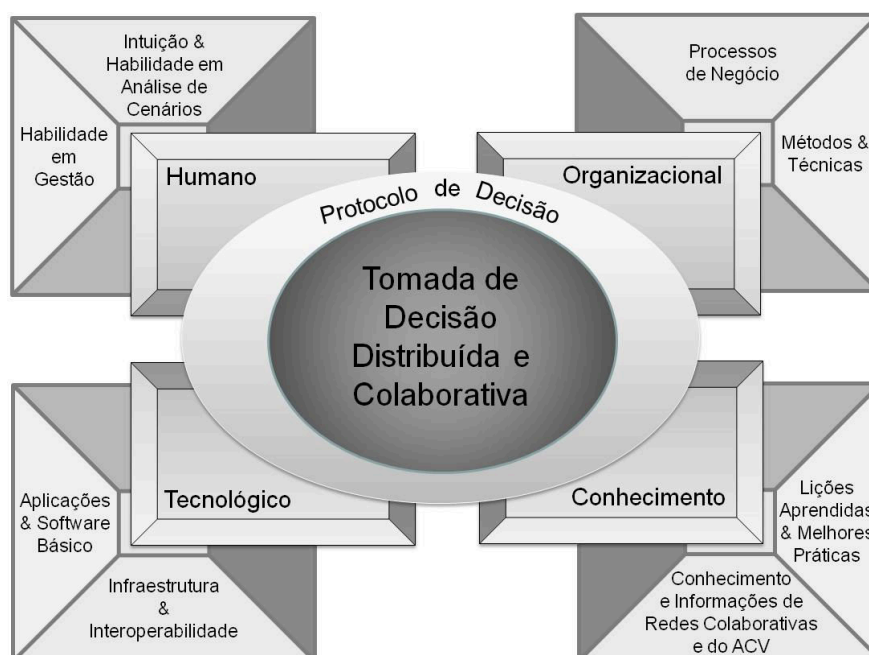 Intuição &
Habilidade em
Análise de
Cenários
Habilidade
em
Gestão
Humano
Processos
de Negócio
Métodos &
Técnicas
Organizacional
Protocolo de Decisão
Tomada de
Decisão
Distribuída e
Colaborativa
Tecnológico
Aplicações
& Software
Básico
Infraestrutura
&
Interoperabilidade
Conhecimento
Lições
Aprendidas
& Melhores
Práticas
Conhecimento
e Informações de
Redes Colaborativas
e do ACV